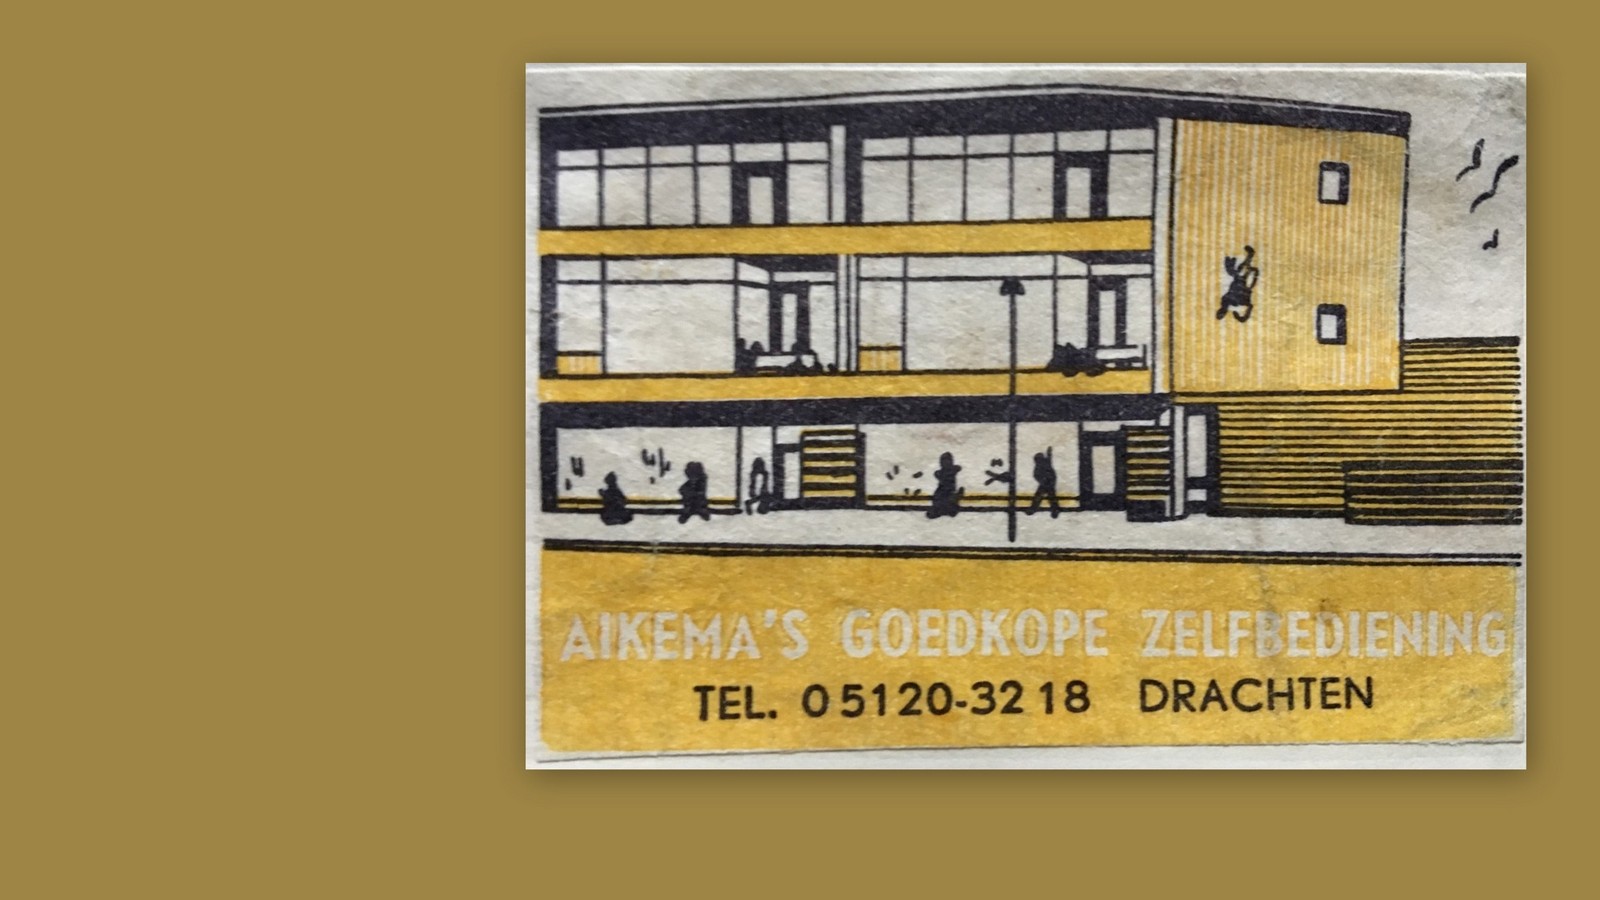 AIKEMA'S GOEDKOPE ZELFBEDIENING
TEL. 05120-3218 DRACHTEN